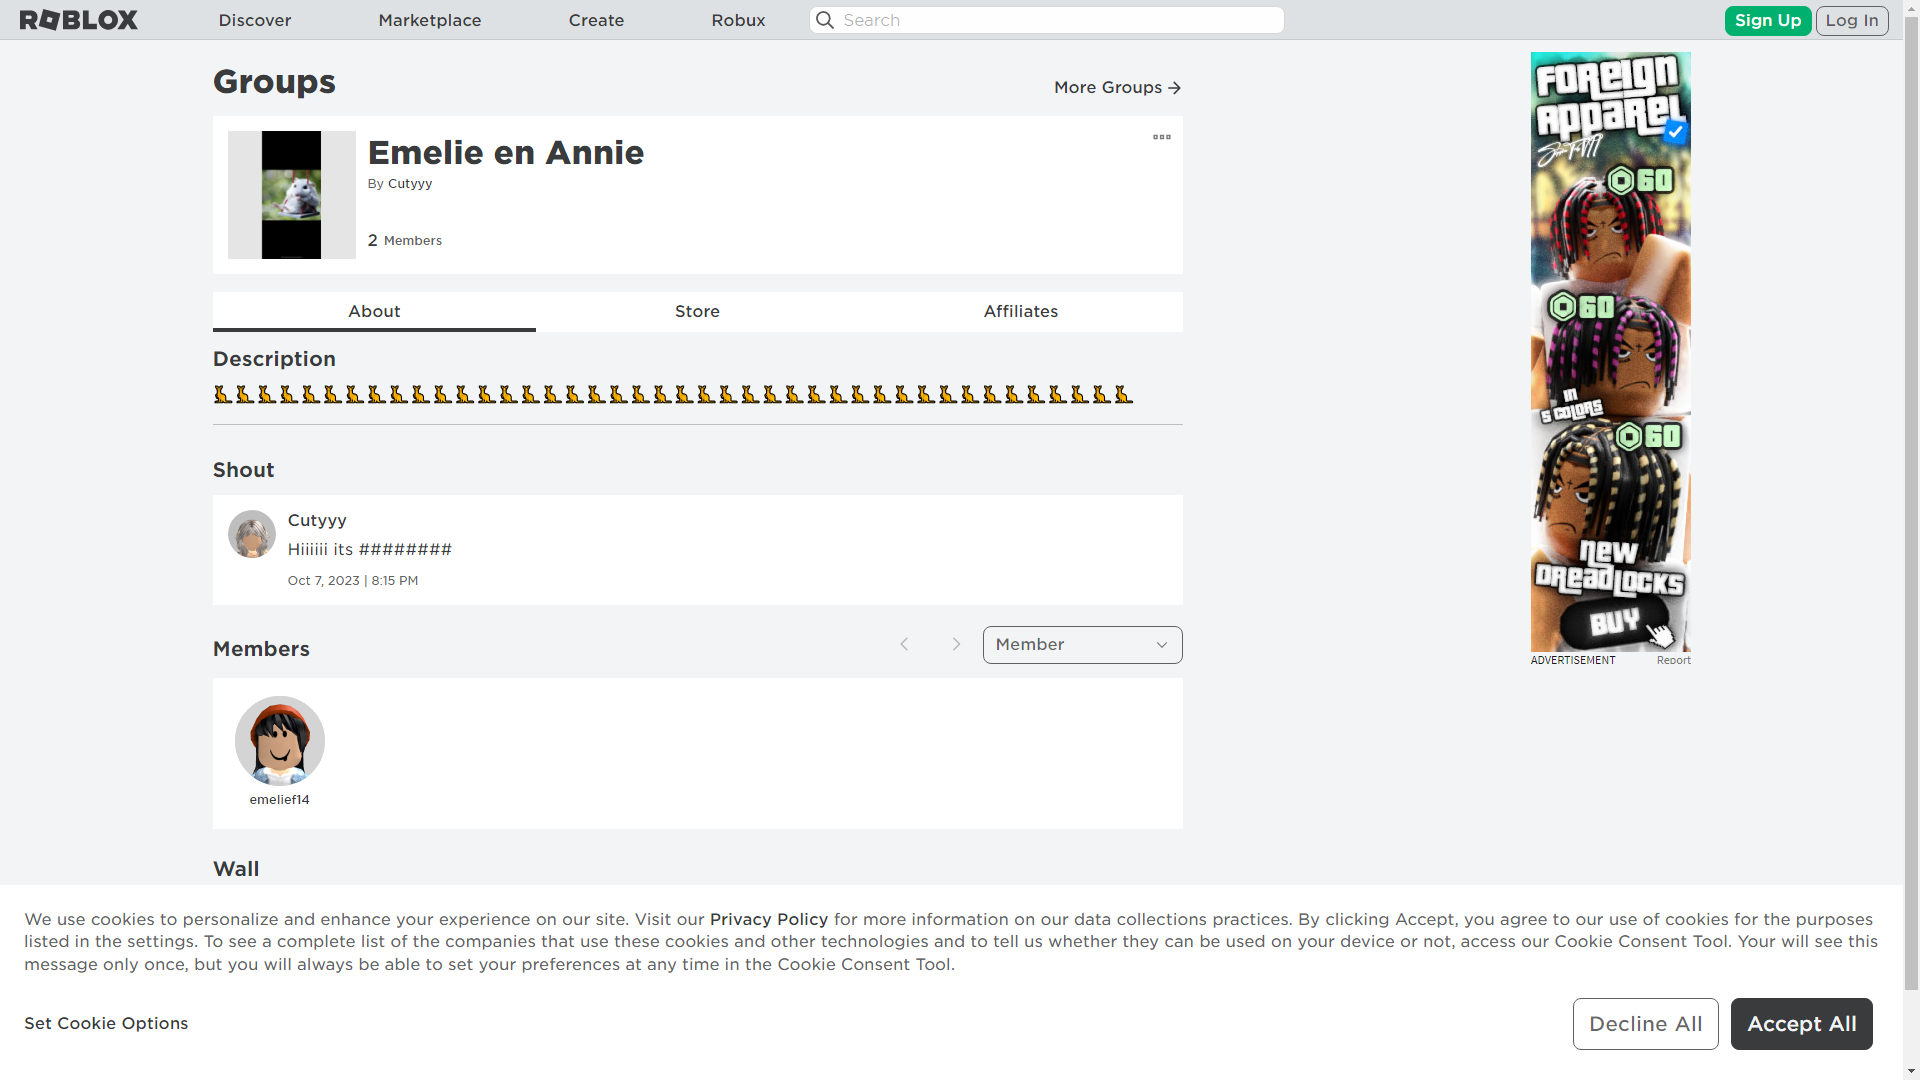 ROBLOX
Discover
Marketplace
Create
Robux
Search
Sign Up
Log In
Groups
More Groups
Emelie en Annie
By Cutyyy
2 Members
About
Store
Affiliates
Description
Shout
Cutyyy
Hiiiiii its ########
Oct 7, 2023 | 8:15 PM
Members
Member
emelief14
Wall
FOREIGN
APPAREL
60
60
IN
5 COLORS
60
NEW
DREADLOCKS
BUY
ADVERTISEMENT
Report
We use cookies to personalize and enhance your experience on our site. Visit our Privacy Policy for more information on our data collections practices. By clicking Accept, you agree to our use of cookies for the purposes
listed in the settings. To see a complete list of the companies that use these cookies and other technologies and to tell us whether they can be used on your device or not, access our Cookie Consent Tool. Your will see this
message only once, but you will always be able to set your preferences at any time in the Cookie Consent Tool.
Set Cookie Options
Decline All
Accept All